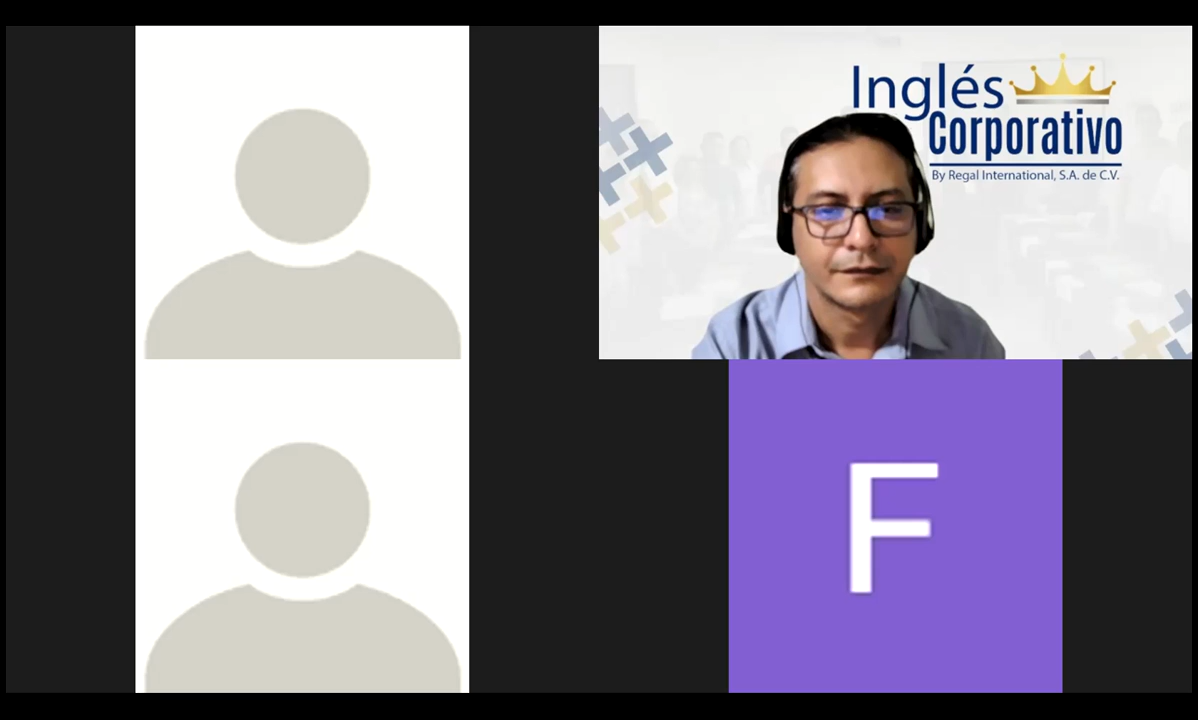 Inglés
Corporativo
By Regal International, S.A. de C.V.
F